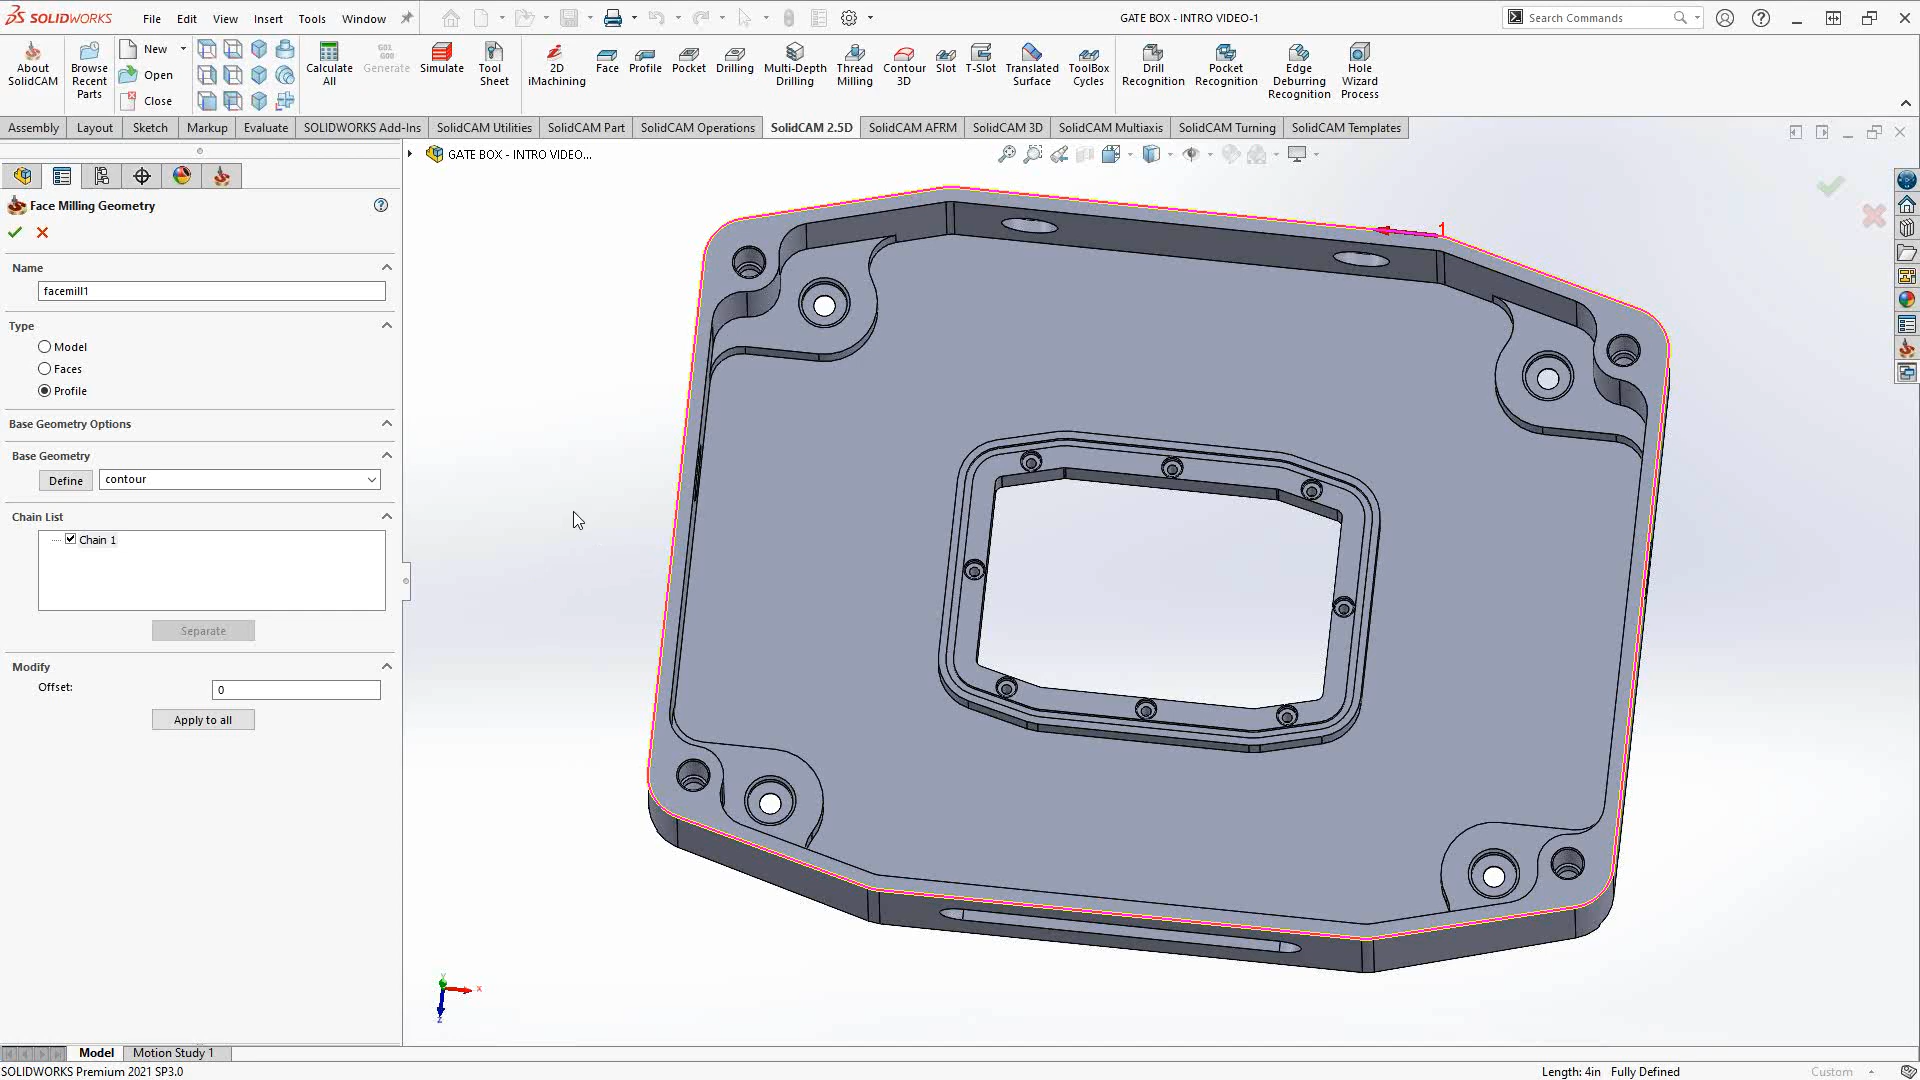 SOLIDWORKS
File Edit View Insert Tools Window
GATE BOX - INTRO VIDEO-1
Search Commands
About SolidCAM
Browse Recent Parts
New
Open
Close
Calculate All
G01 G00 Generate
Simulate
Tool Sheet
2D iMachining
Face
Profile
Pocket
Drilling
Multi-Depth Drilling
Thread Milling
Contour 3D
Slot
T-Slot
Translated Surface
ToolBox Cycles
Drill Recognition
Pocket Recognition
Edge Deburring Recognition
Hole Wizard Process
Assembly Layout Sketch Markup Evaluate SOLIDWORKS Add-Ins SolidCAM Utilities SolidCAM Part SolidCAM Operations SolidCAM 2.5D SolidCAM AFRM SolidCAM 3D SolidCAM Multiaxis SolidCAM Turning SolidCAM Templates
GATE BOX - INTRO VIDEO...
Face Milling Geometry
Name
facemill1
Type
Model
Faces
Profile
Base Geometry Options
Base Geometry
Define contour
Chain List
Chain 1
Separate
Modify
Offset: 0
Apply to all
1
Y
X
Z
Model Motion Study 1
SOLIDWORKS Premium 2021 SP3.0
Length: 4in Fully Defined Custom